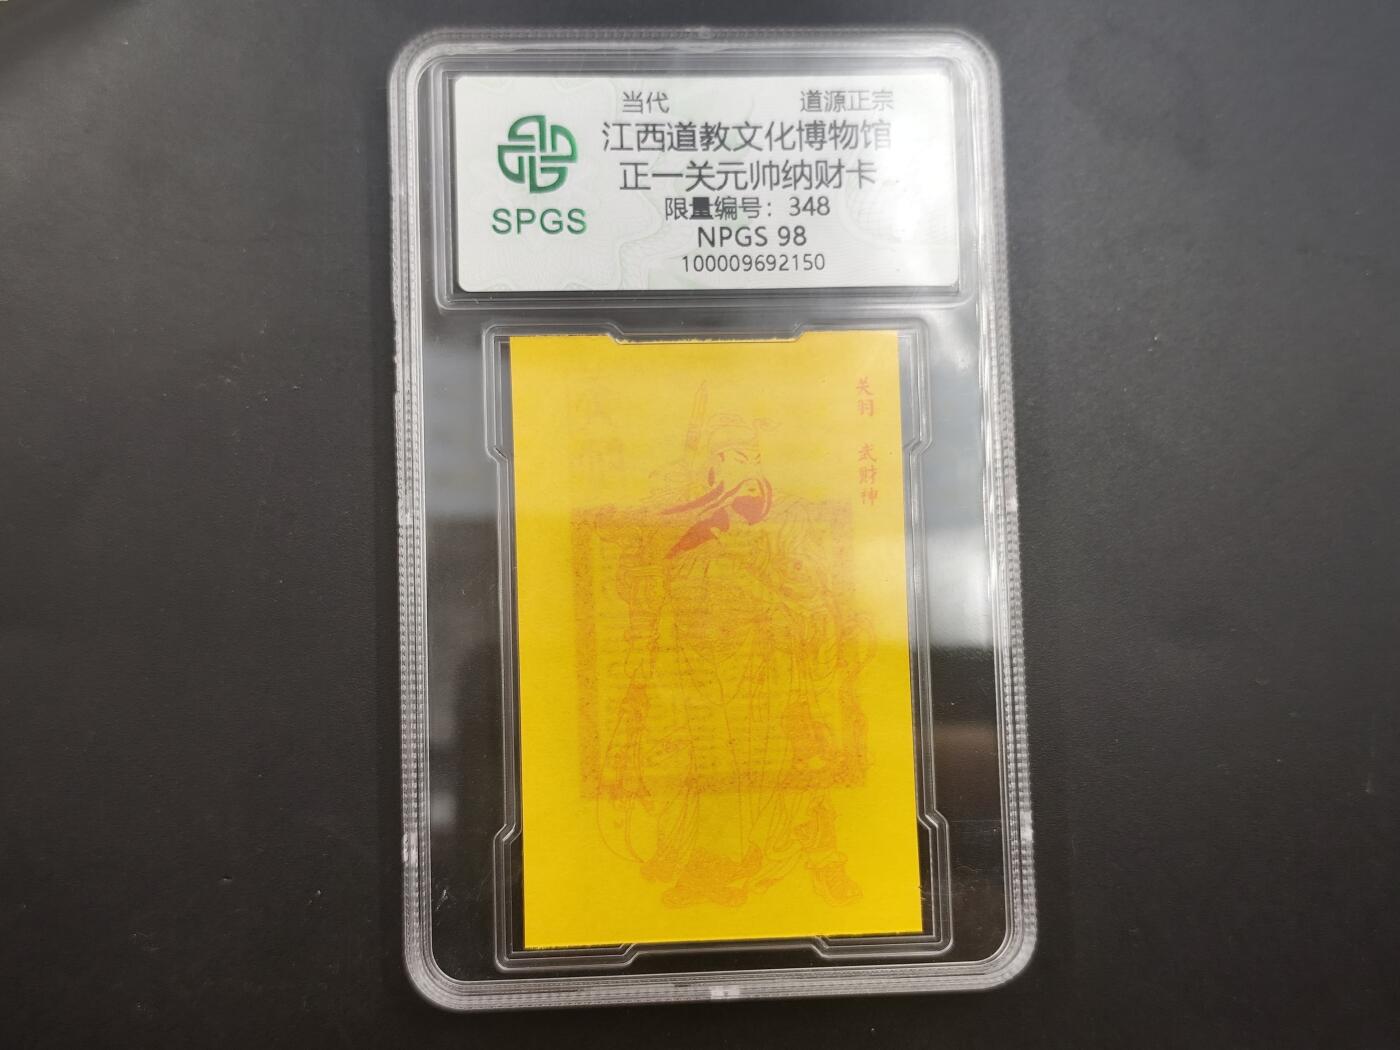 当代 道源正宗
江西道教文化博物馆
正一关元帅纳财卡
限量编号：348
NPGS 98
100009692150
SPGS
关羽 武财神